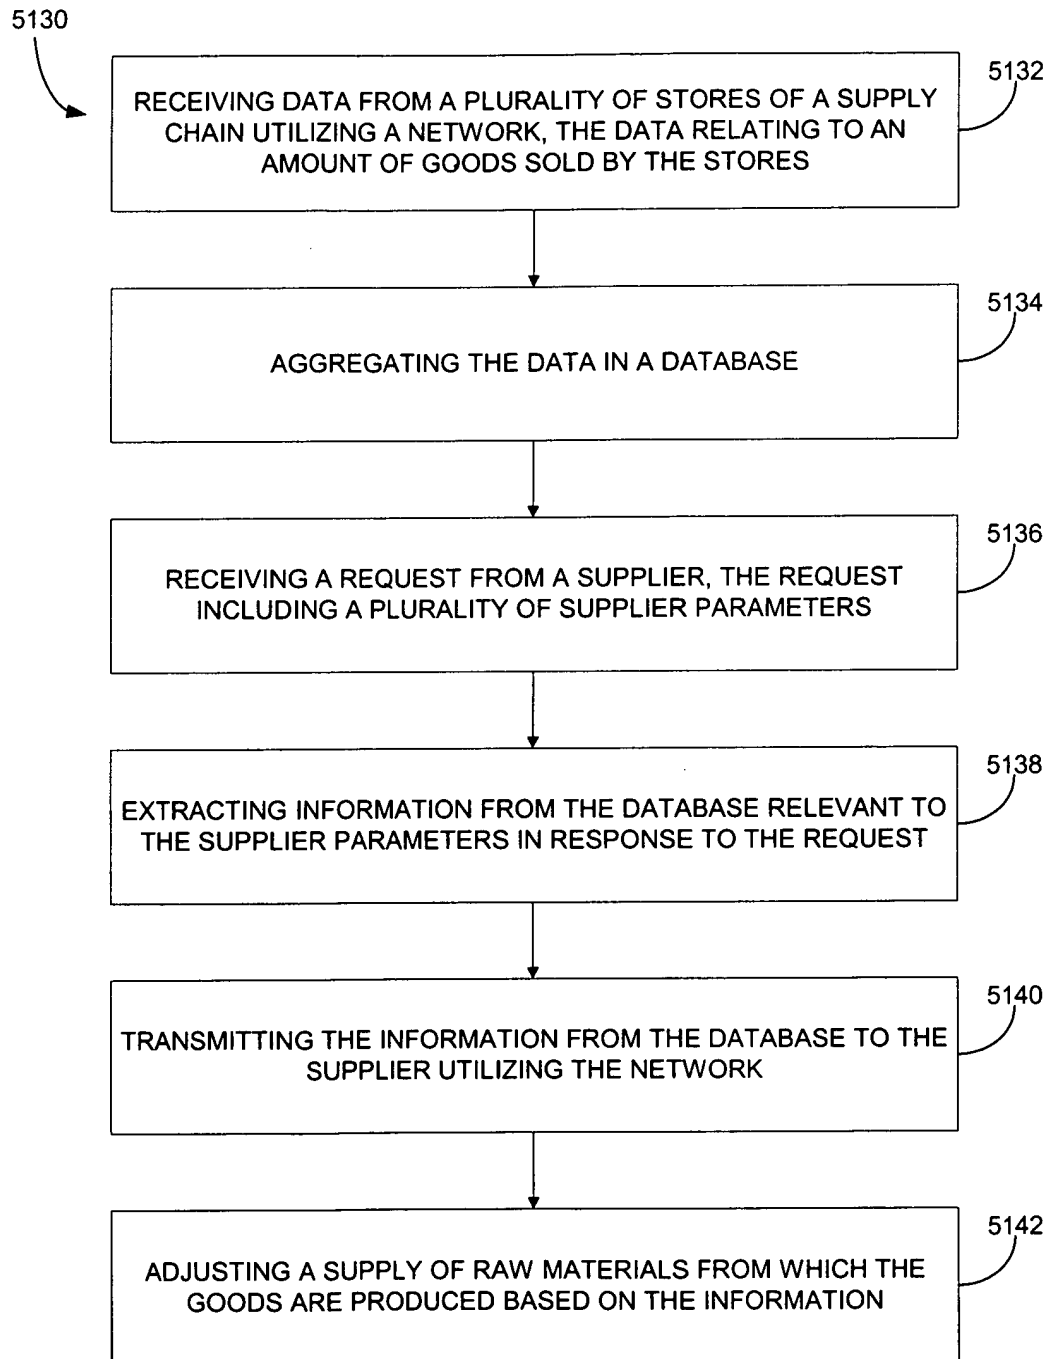 5130
5132
RECEIVING DATA FROM A PLURALITY OF STORES OF A SUPPLY
CHAIN UTILIZING A NETWORK, THE DATA RELATING TO AN
AMOUNT OF GOODS SOLD BY THE STORES
5134
AGGREGATING THE DATA IN A DATABASE
5136
RECEIVING A REQUEST FROM A SUPPLIER, THE REQUEST
INCLUDING A PLURALITY OF SUPPLIER PARAMETERS
5138
EXTRACTING INFORMATION FROM THE DATABASE RELEVANT TO
THE SUPPLIER PARAMETERS IN RESPONSE TO THE REQUEST
5140
TRANSMITTING THE INFORMATION FROM THE DATABASE TO THE
SUPPLIER UTILIZING THE NETWORK
5142
ADJUSTING A SUPPLY OF RAW MATERIALS FROM WHICH THE
GOODS ARE PRODUCED BASED ON THE INFORMATION